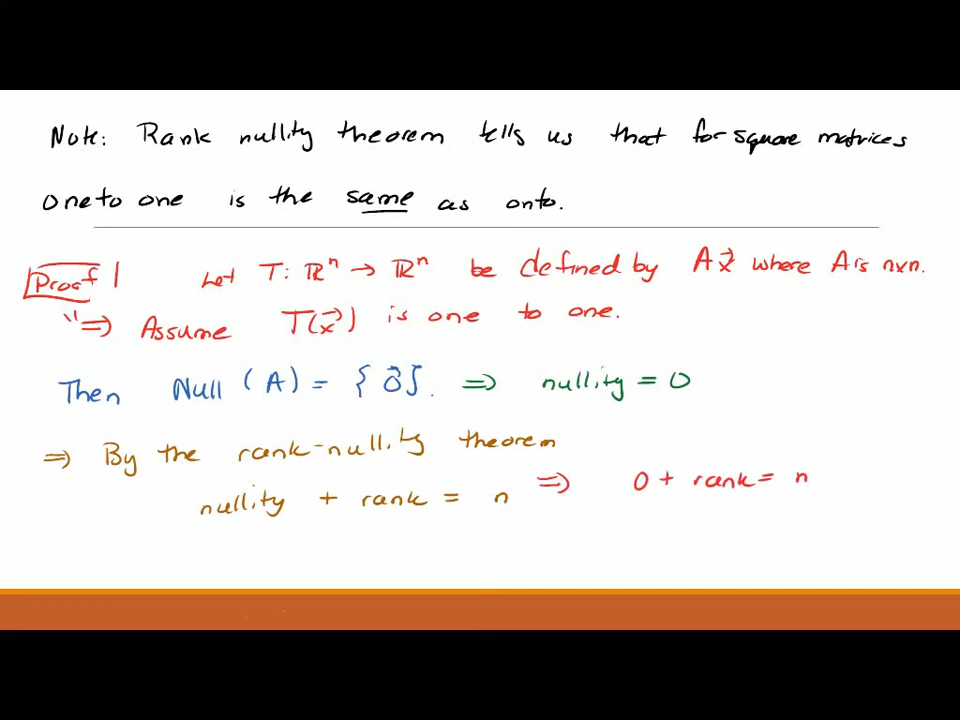 Note: Rank nullity theorem tells us that for square matrices
one to one is the same as onto.
Proof Let T: ℝⁿ → ℝⁿ be defined by Ax⃗ where A is nxn.
"⇒ Assume T(x⃗) is one to one.
Then Null (A) = {0⃗}. ⇒ nullity = 0
⇒ By the rank-nullity theorem
nullity + rank = n ⇒ 0 + rank = n